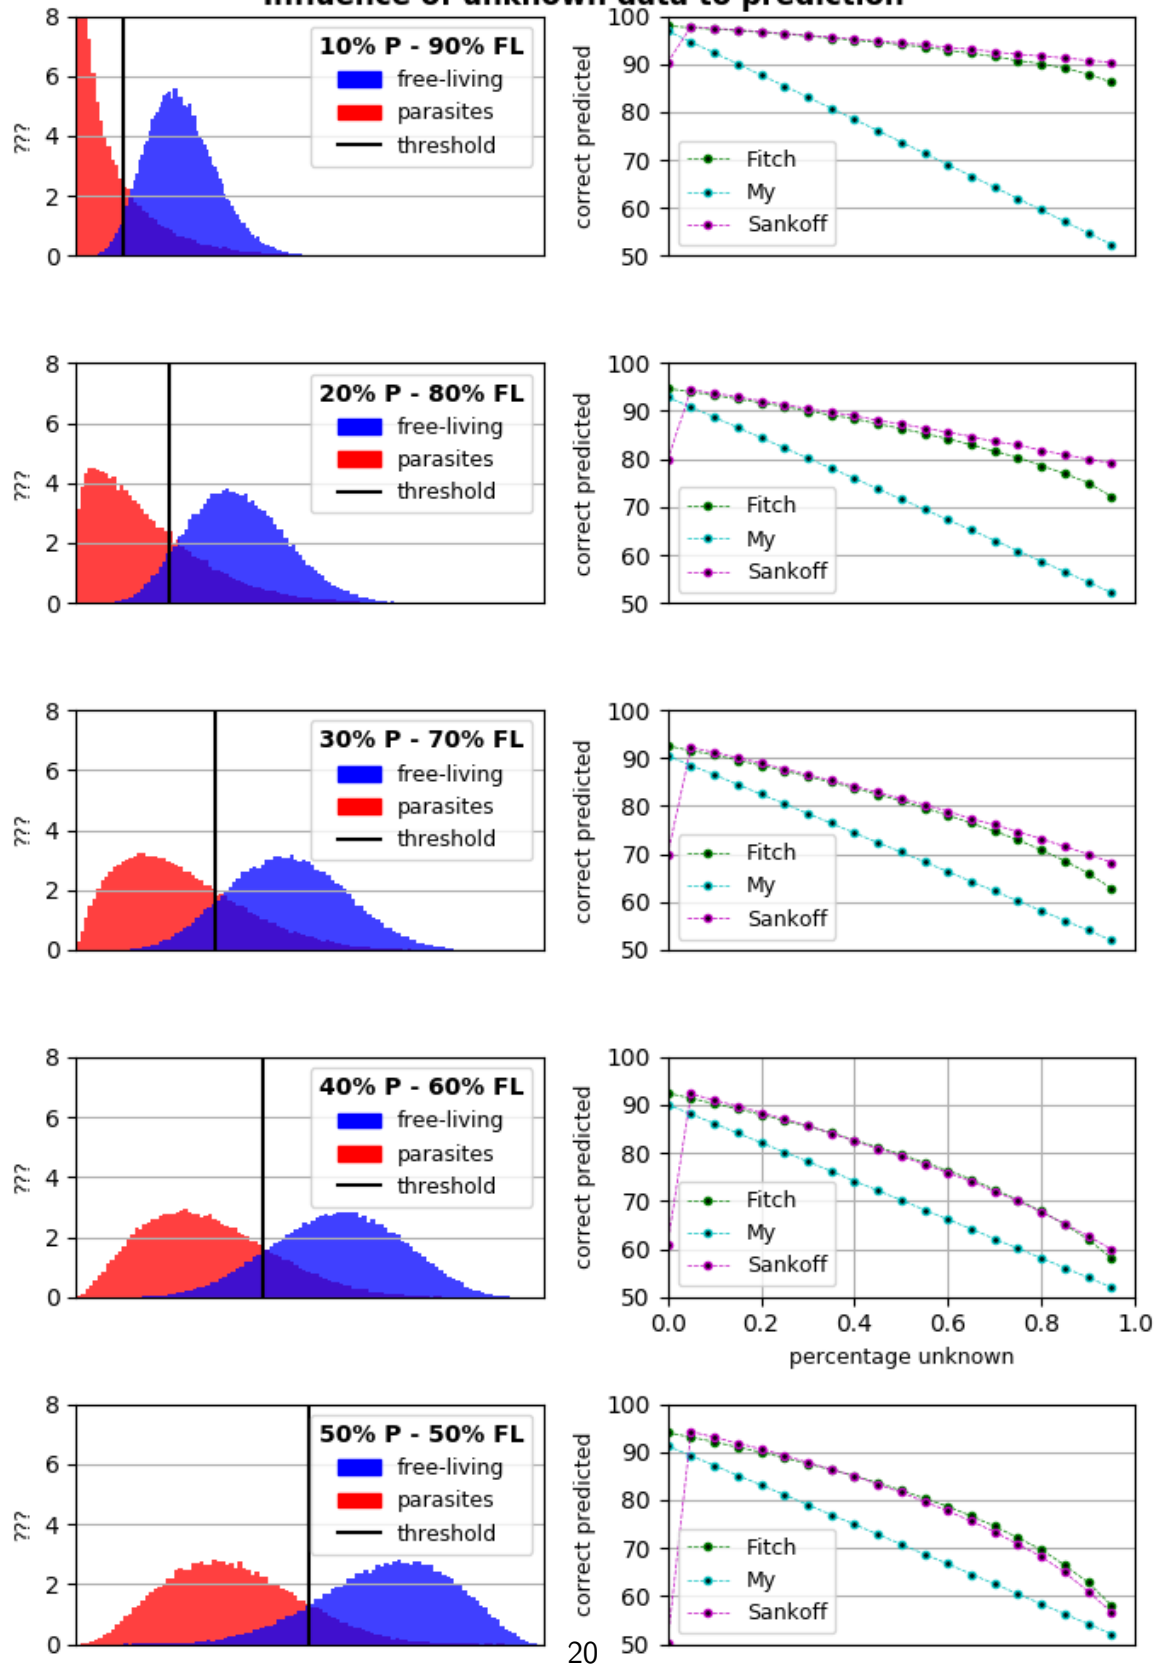 Influence of unknown data to prediction
8
6
4
2
0
???
10% P - 90% FL
free-living
parasites
threshold
100
90
80
70
60
50
correct predicted
Fitch
My
Sankoff
8
6
4
2
0
???
20% P - 80% FL
free-living
parasites
threshold
100
90
80
70
60
50
correct predicted
Fitch
My
Sankoff
8
6
4
2
0
???
30% P - 70% FL
free-living
parasites
threshold
100
90
80
70
60
50
correct predicted
Fitch
My
Sankoff
8
6
4
2
0
???
40% P - 60% FL
free-living
parasites
threshold
100
90
80
70
60
50
correct predicted
Fitch
My
Sankoff
0.0 0.2 0.4 0.6 0.8 1.0
percentage unknown
8
6
4
2
0
???
50% P - 50% FL
free-living
parasites
threshold
100
90
80
70
60
50
correct predicted
Fitch
My
Sankoff
20